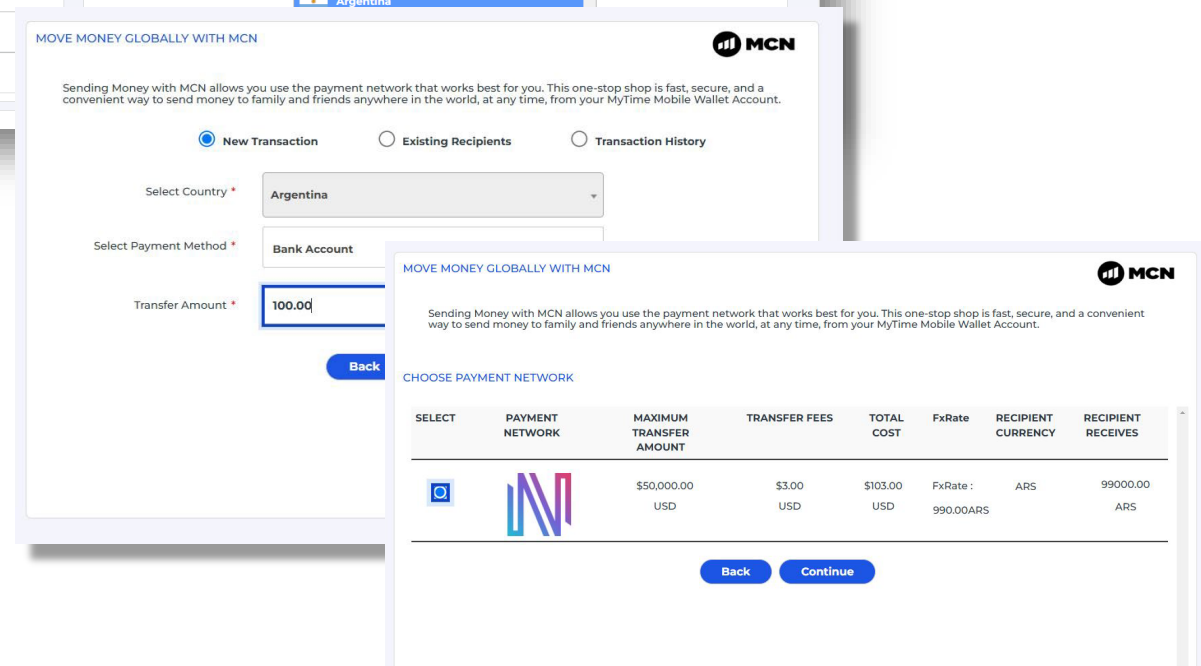 Argentina
MOVE MONEY GLOBALLY WITH MCN
MCN
Sending Money with MCN allows you use the payment network that works best for you. This one-stop shop is fast, secure, and a
convenient way to send money to family and friends anywhere in the world, at any time, from your MyTime Mobile Wallet Account.
New Transaction
Existing Recipients
Transaction History
Select Country *
Argentina
Select Payment Method *
Bank Account
Transfer Amount *
100.00
Back
MOVE MONEY GLOBALLY WITH MCN
MCN
Sending Money with MCN allows you use the payment network that works best for you. This one-stop shop is fast, secure, and a convenient
way to send money to family and friends anywhere in the world, at any time, from your MyTime Mobile Wallet Account.
CHOOSE PAYMENT NETWORK
SELECT
PAYMENT
NETWORK
MAXIMUM
TRANSFER
AMOUNT
TRANSFER FEES
TOTAL
COST
FxRate
RECIPIENT
CURRENCY
RECIPIENT
RECEIVES
N
$50,000.00
USD
$3.00
USD
$103.00
USD
FxRate :
990.00ARS
ARS
99000.00
ARS
Back
Continue